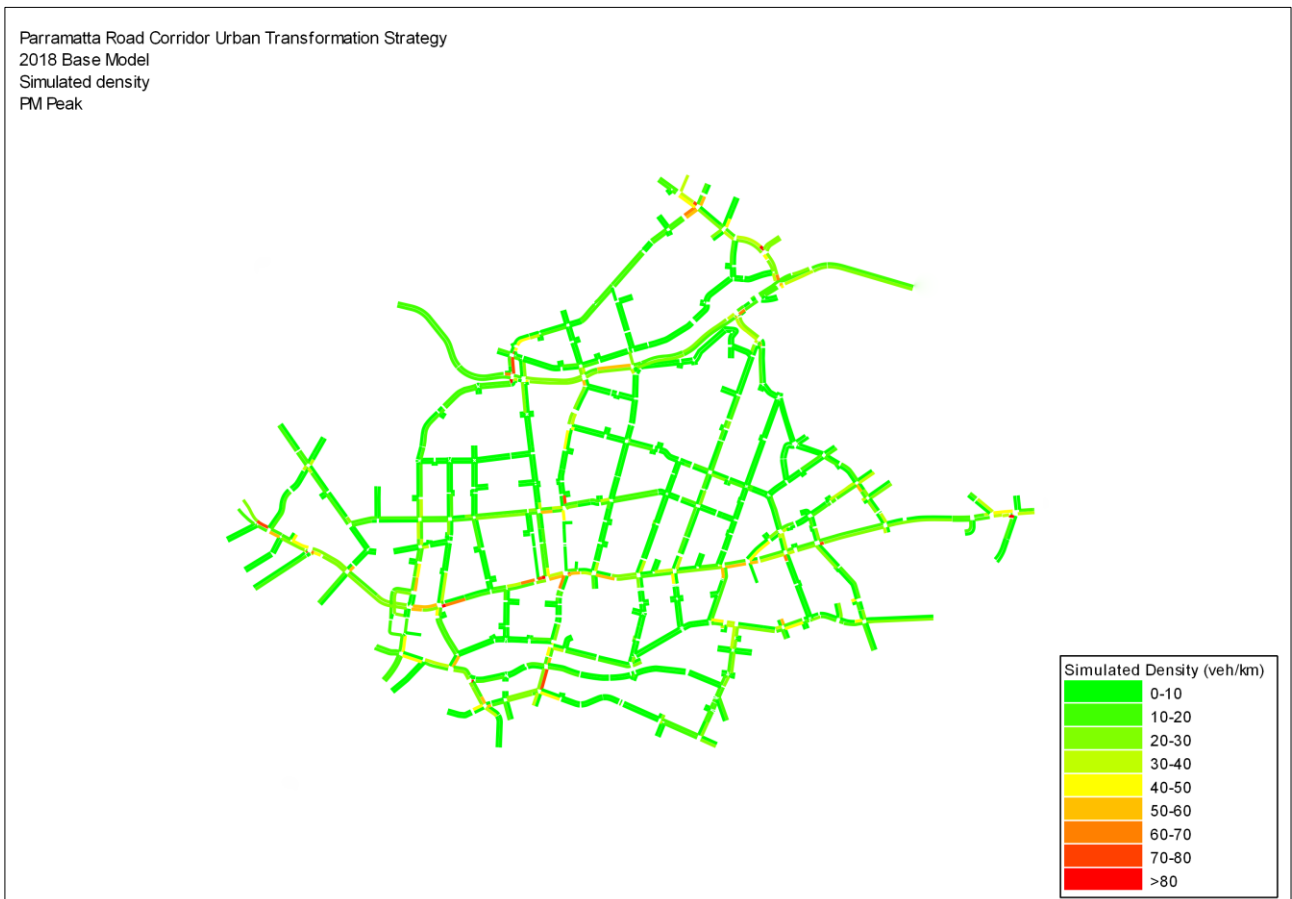 Parramatta Road Corridor Urban Transformation Strategy
2018 Base Model
Simulated density
PM Peak
Simulated Density (veh/km)
0-10
10-20
20-30
30-40
40-50
50-60
60-70
70-80
>80